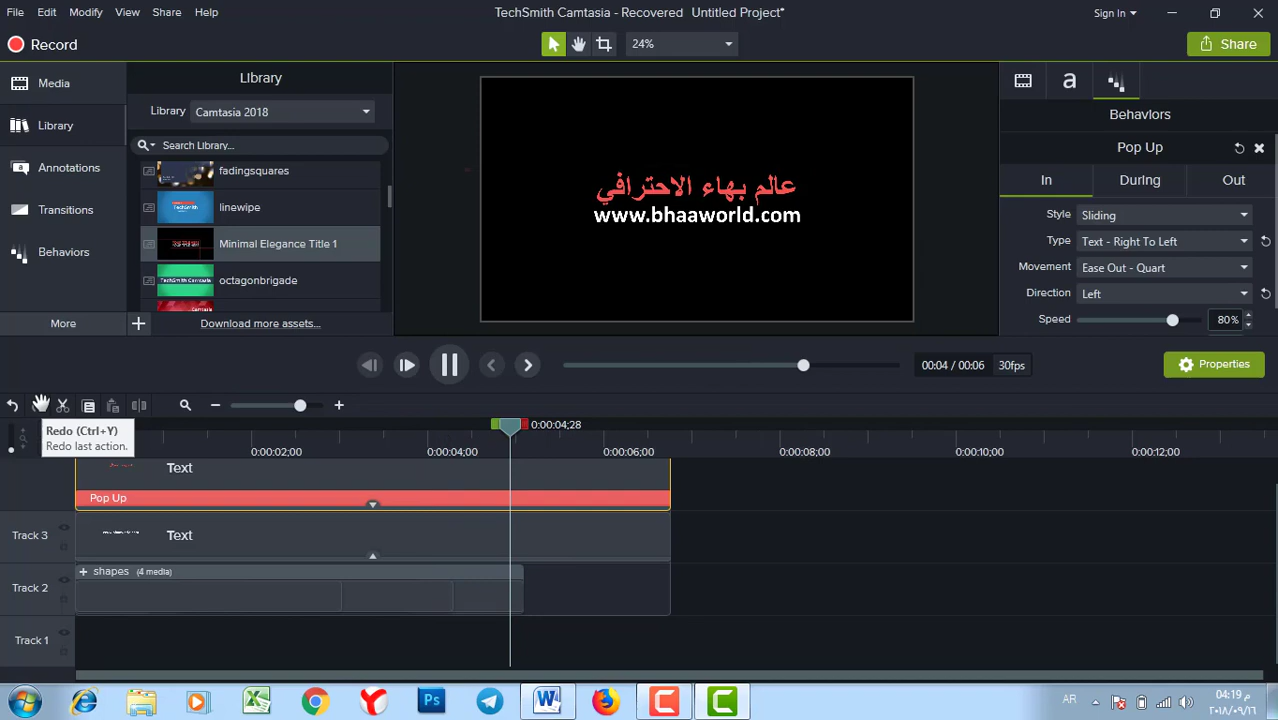 File Edit Modify View Share Help
TechSmith Camtasia - Recovered Untitled Project*
Sign In
Record
24%
Share
Media
Library
Annotations
Transitions
Behaviors
More
Library
Library Camtasia 2018
Search Library...
fadingsquares
linewipe
Minimal Elegance Title 1
octagonbrigade
Download more assets...
عالم بهاء الاحترافي
www.bhaaworld.com
Behaviors
Pop Up
In During Out
Style Sliding
Type Text - Right To Left
Movement Ease Out - Quart
Direction Left
Speed 80%
00:04 / 00:06 30fps
Properties
Redo (Ctrl+Y)
Redo last action.
0:00:04;28
0:00:02;00 0:00:04;00 0:00:06;00 0:00:08;00 0:00:10;00 0:00:12;00
Text
Pop Up
Track 3 Text
shapes (4 media)
Track 2
Track 1
AR
04:19 م
٢٠١٨/٠٩/٢٦